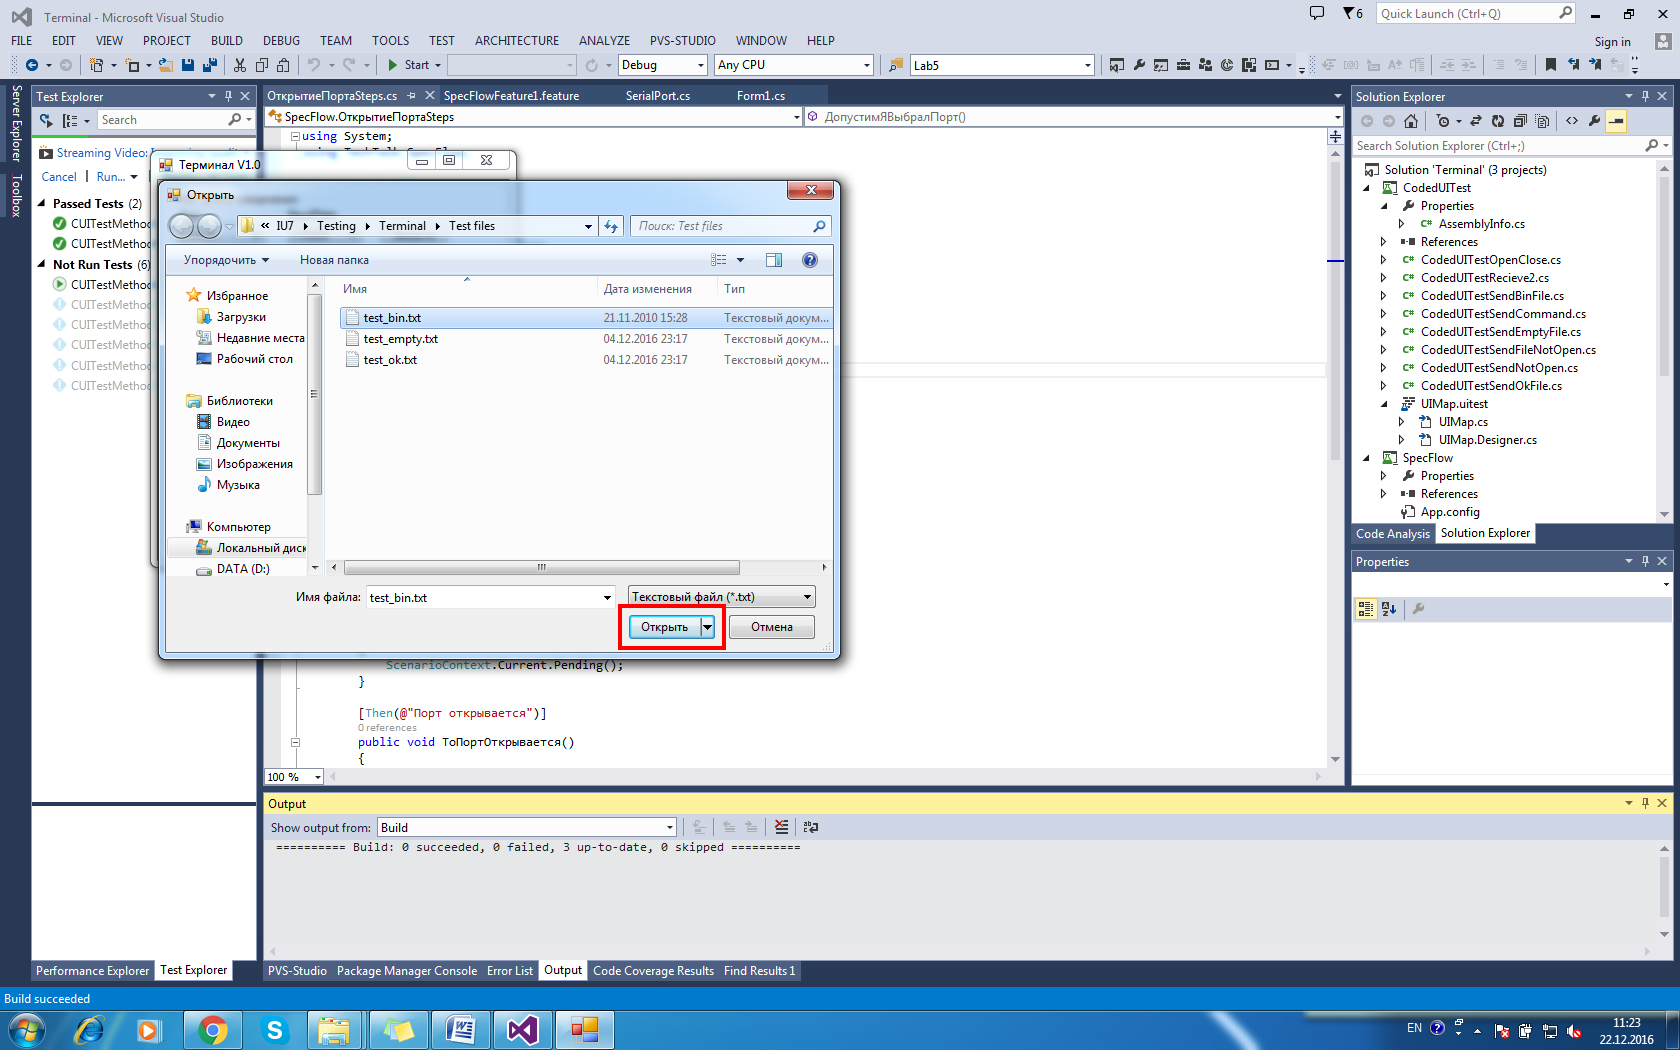 Terminal - Microsoft Visual Studio
6
Quick Launch (Ctrl+Q)
FILE EDIT VIEW PROJECT BUILD DEBUG TEAM TOOLS TEST ARCHITECTURE ANALYZE PVS-STUDIO WINDOW HELP
Sign in
Start
Debug
Any CPU
Lab5
Server Explorer
Toolbox
Test Explorer
Search
Streaming Video:
Cancel | Run...
Passed Tests (2)
CUITestMethod
CUITestMethod
Not Run Tests (6)
CUITestMethod
CUITestMethod
CUITestMethod
CUITestMethod
CUITestMethod
CUITestMethod
ОткрытиеПортаSteps.cs SpecFlowFeature1.feature SerialPort.cs Form1.cs
SpecFlow.ОткрытиеПортаSteps
ДопустимЯВыбралПорт()
using System;
Терминал V1.0
Открыть
« IU7 Testing Terminal Test files
Поиск: Test files
Упорядочить Новая папка
Избранное
Загрузки
Недавние места
Рабочий стол
Библиотеки
Видео
Документы
Изображения
Музыка
Компьютер
Локальный диск
DATA (D:)
Имя Дата изменения Тип
test_bin.txt 21.11.2010 15:28 Текстовый докум...
test_empty.txt 04.12.2016 23:17 Текстовый докум...
test_ok.txt 04.12.2016 23:17 Текстовый докум...
Имя файла: test_bin.txt
Текстовый файл (*.txt)
Открыть
Отмена
ScenarioContext.Current.Pending();
}
[Then(@"Порт открывается")]
0 references
public void ТоПортОткрывается()
{
100 %
Solution Explorer
Search Solution Explorer (Ctrl+;)
Solution 'Terminal' (3 projects)
CodedUITest
Properties
AssemblyInfo.cs
References
CodedUITestOpenClose.cs
CodedUITestRecieve2.cs
CodedUITestSendBinFile.cs
CodedUITestSendCommand.cs
CodedUITestSendEmptyFile.cs
CodedUITestSendFileNotOpen.cs
CodedUITestSendNotOpen.cs
CodedUITestSendOkFile.cs
UIMap.uitest
UIMap.cs
UIMap.Designer.cs
SpecFlow
Properties
References
App.config
Code Analysis Solution Explorer
Properties
Output
Show output from: Build
========== Build: 0 succeeded, 0 failed, 3 up-to-date, 0 skipped ==========
Performance Explorer Test Explorer
PVS-Studio Package Manager Console Error List Output Code Coverage Results Find Results 1
Build succeeded
EN
11:23
22.12.2016